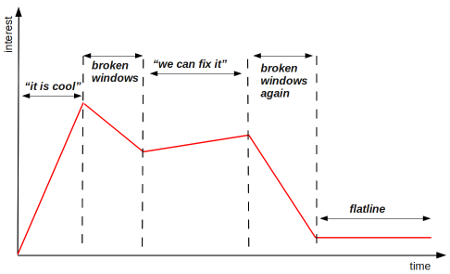 interest
“it is cool”
broken
windows
“we can fix it”
broken
windows
again
flatline
time